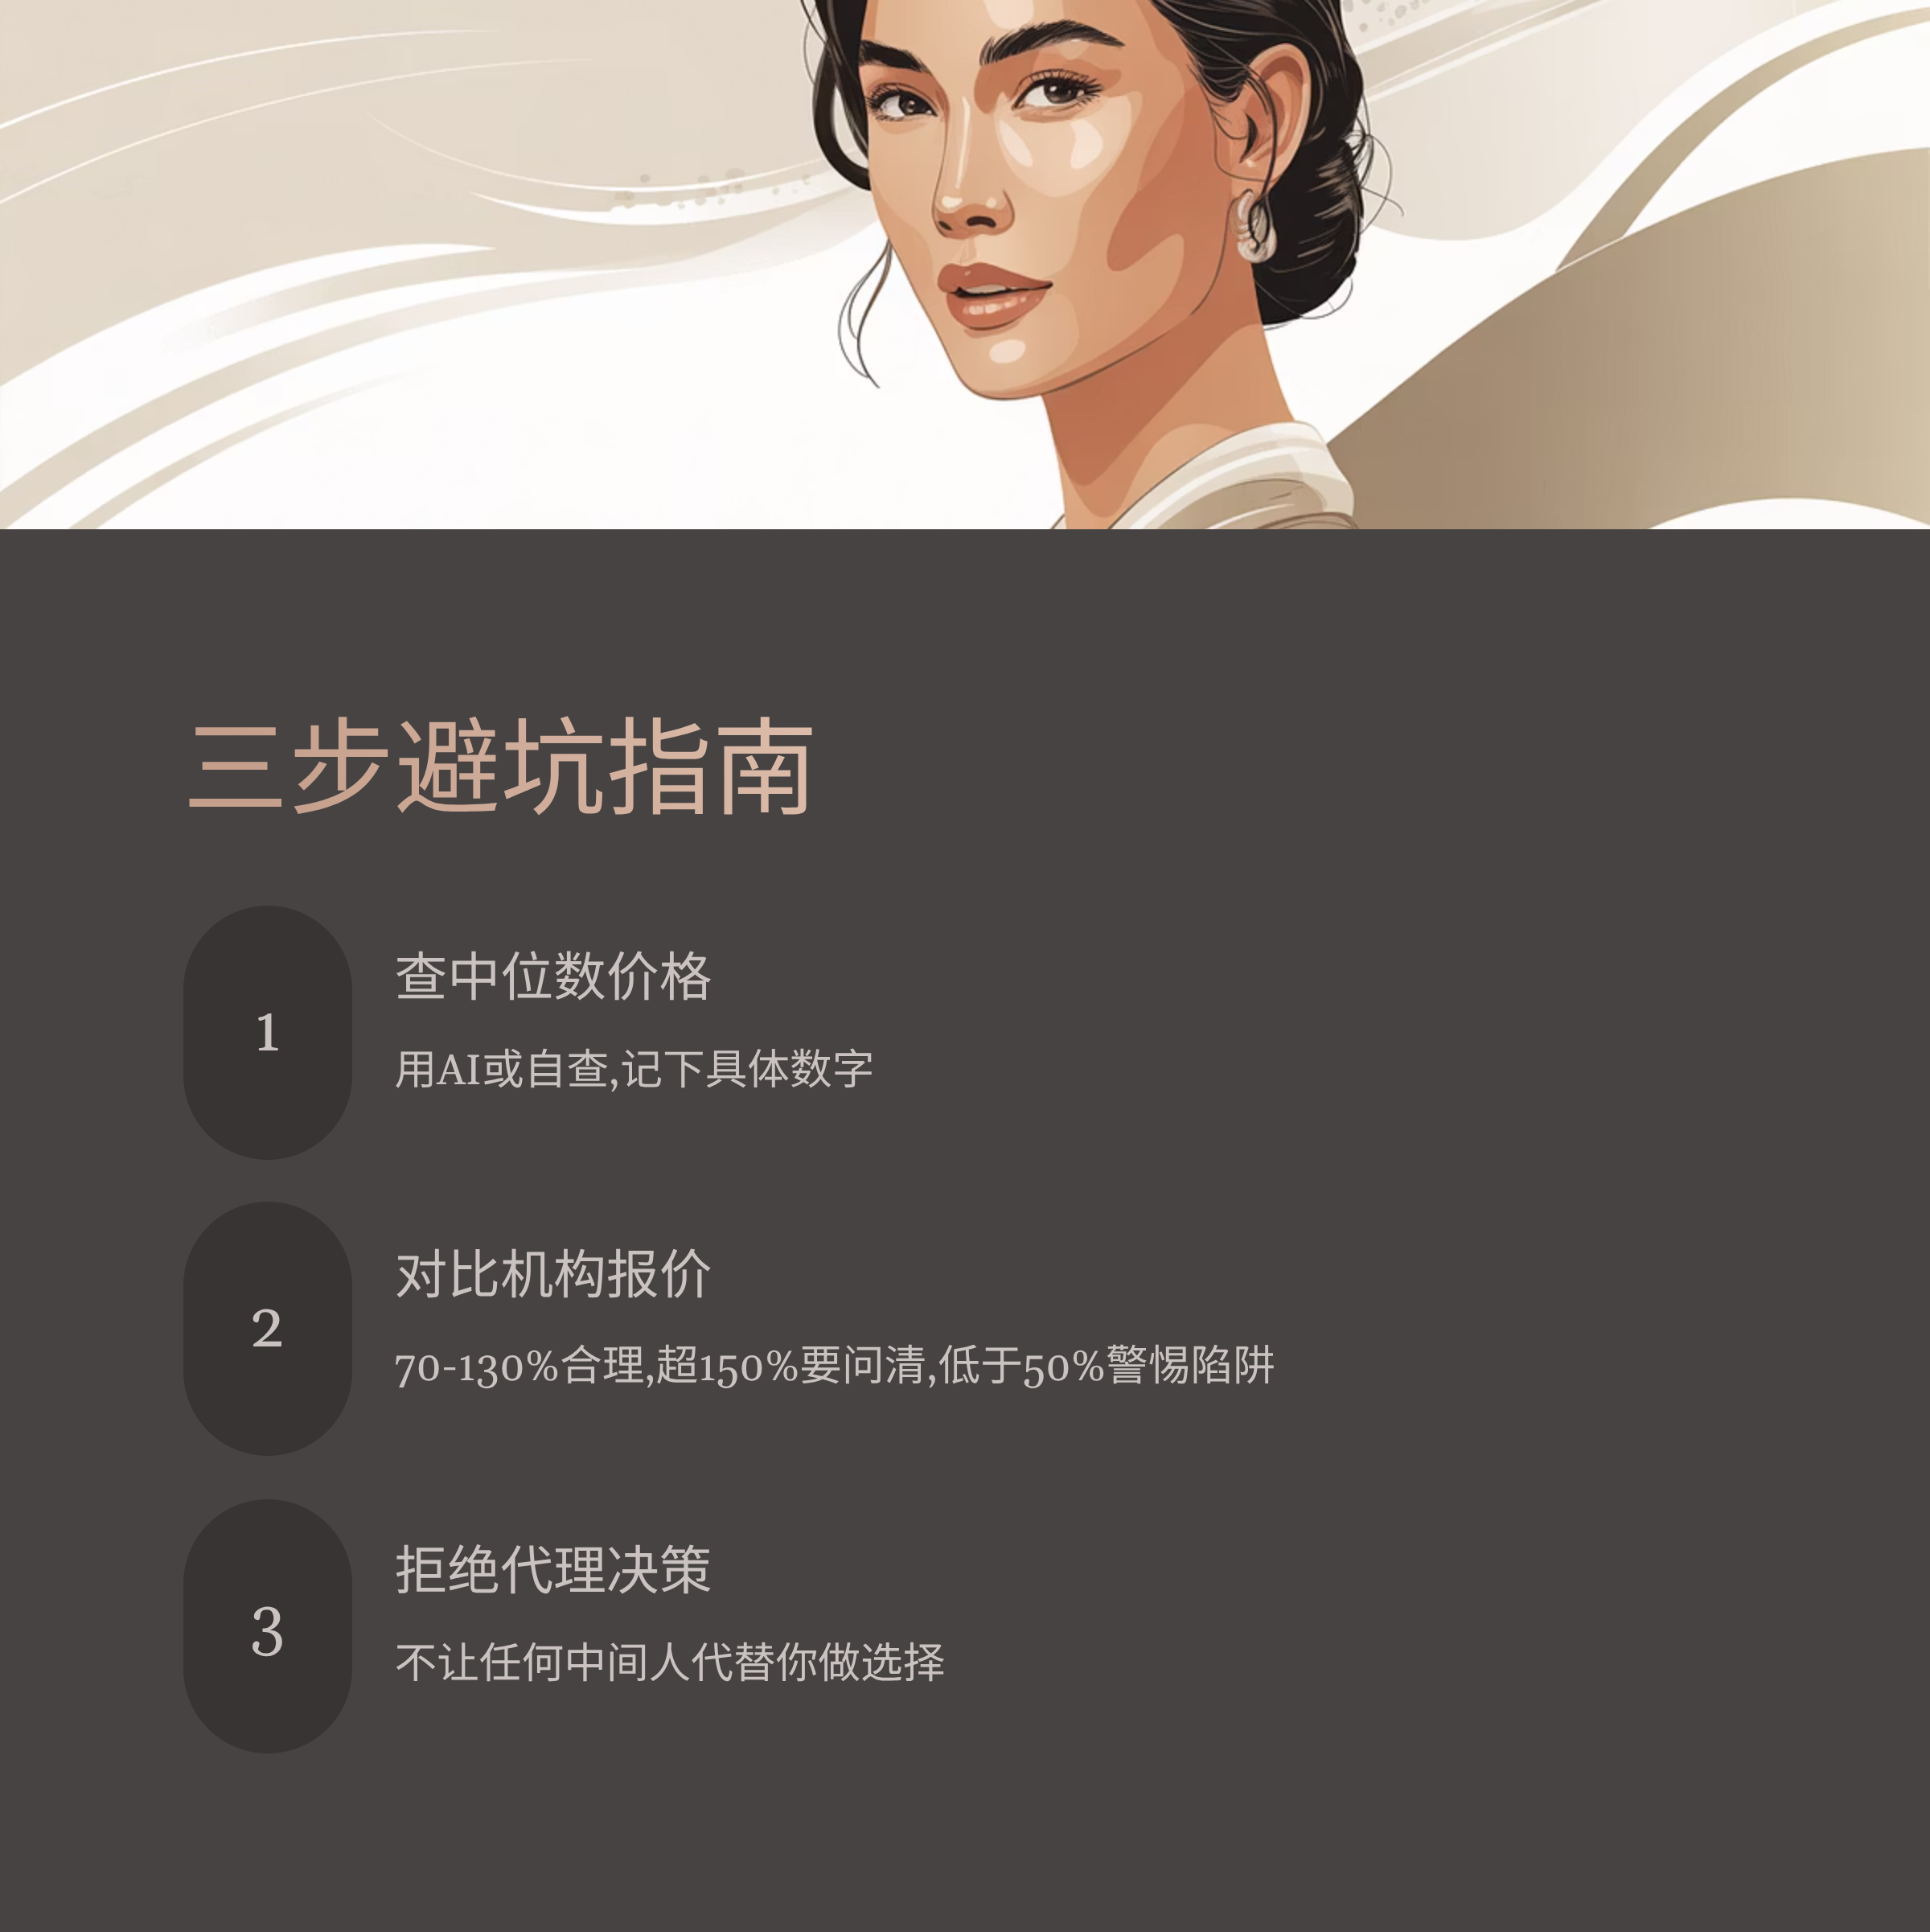 三步避坑指南
1
查中位数价格
用AI或自查,记下具体数字
2
对比机构报价
70-130%合理,超150%要问清,低于50%警惕陷阱
3
拒绝代理决策
不让任何中间人代替你做选择